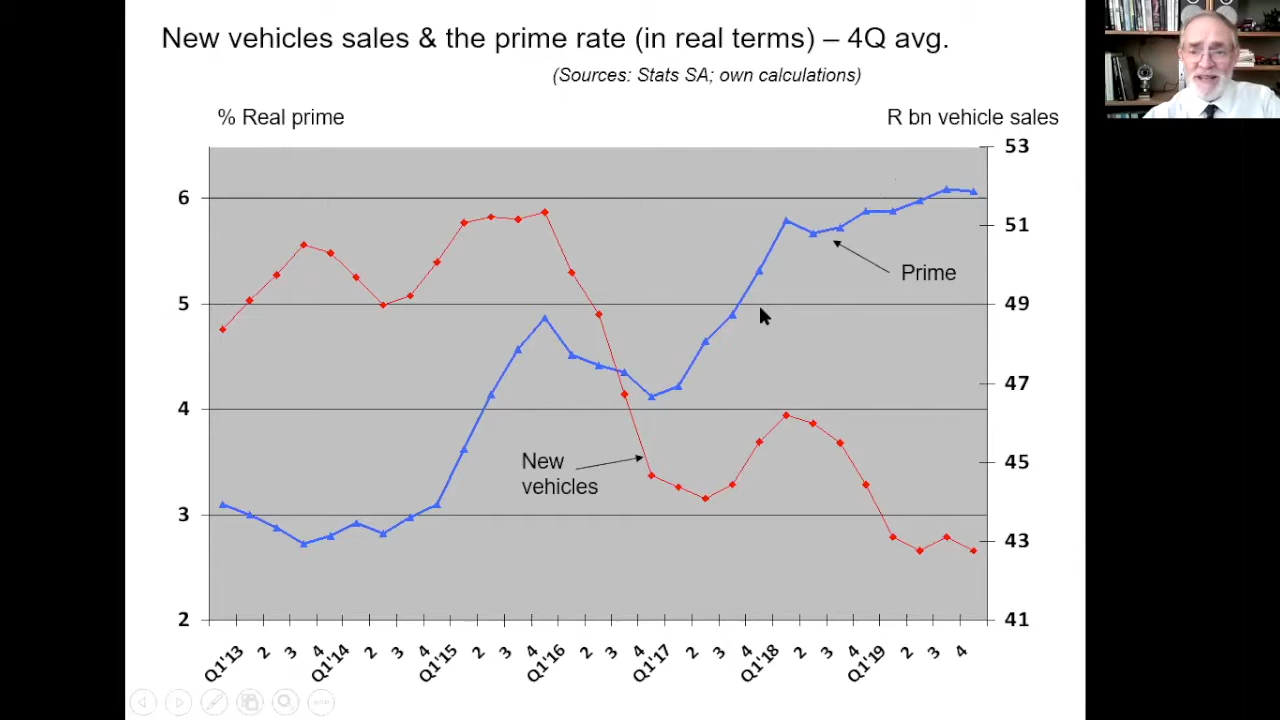 New vehicles sales & the prime rate (in real terms) – 4Q avg.
(Sources: Stats SA; own calculations)
% Real prime
R bn vehicle sales
53
6
51
Prime
5
49
47
4
New
vehicles
45
3
43
2
41
Q1'13 2 3 4 Q1'14 2 3 4 Q1'15 2 3 4 Q1'16 2 3 4 Q1'17 2 3 4 Q1'18 2 3 4 Q1'19 2 3 4